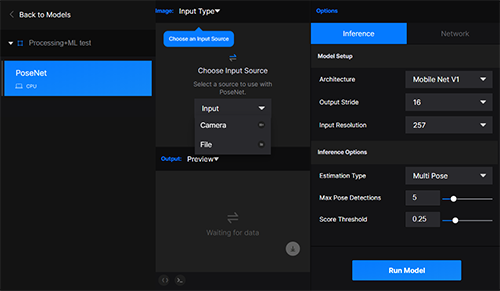 Back to Models
Processing+ML test
PoseNet
CPU
Image: Input Type
Choose an Input Source
Choose Input Source
Select a source to use with
PoseNet.
Input
Camera
File
Output: Preview
Waiting for data
Options
Inference Network
Model Setup
Architecture Mobile Net V1
Output Stride 16
Input Resolution 257
Inference Options
Estimation Type Multi Pose
Max Pose Detections 5
Score Threshold 0.25
Run Model